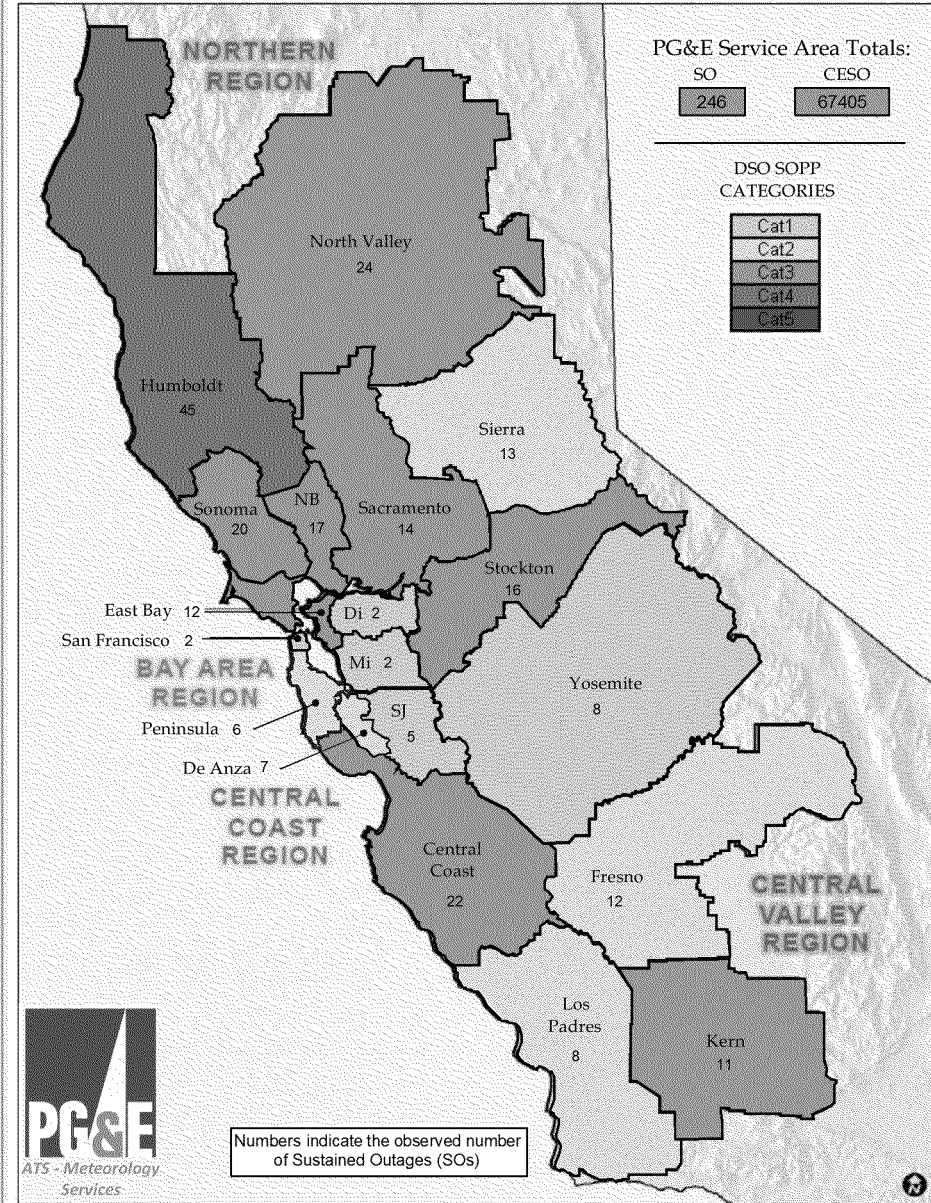 NORTHERN
REGION
PG&E Service Area Totals:
SO CESO
246 67405
DSO SOPP
CATEGORIES
Cat1
Cat2
Cat3
Cat4
Cat5
North Valley
24
Humboldt
45
Sierra
13
Sonoma
20
NB
17
Sacramento
14
Stockton
16
East Bay 12
Di 2
San Francisco 2
Mi 2
BAY AREA
REGION
Yosemite
8
Peninsula 6
SJ
5
De Anza 7
CENTRAL
COAST
REGION
Central
Coast
22
Fresno
12
CENTRAL
VALLEY
REGION
Los
Padres
8
Kern
11
PG&E
ATS - Meteorology
Services
Numbers indicate the observed number
of Sustained Outages (SOs)
N